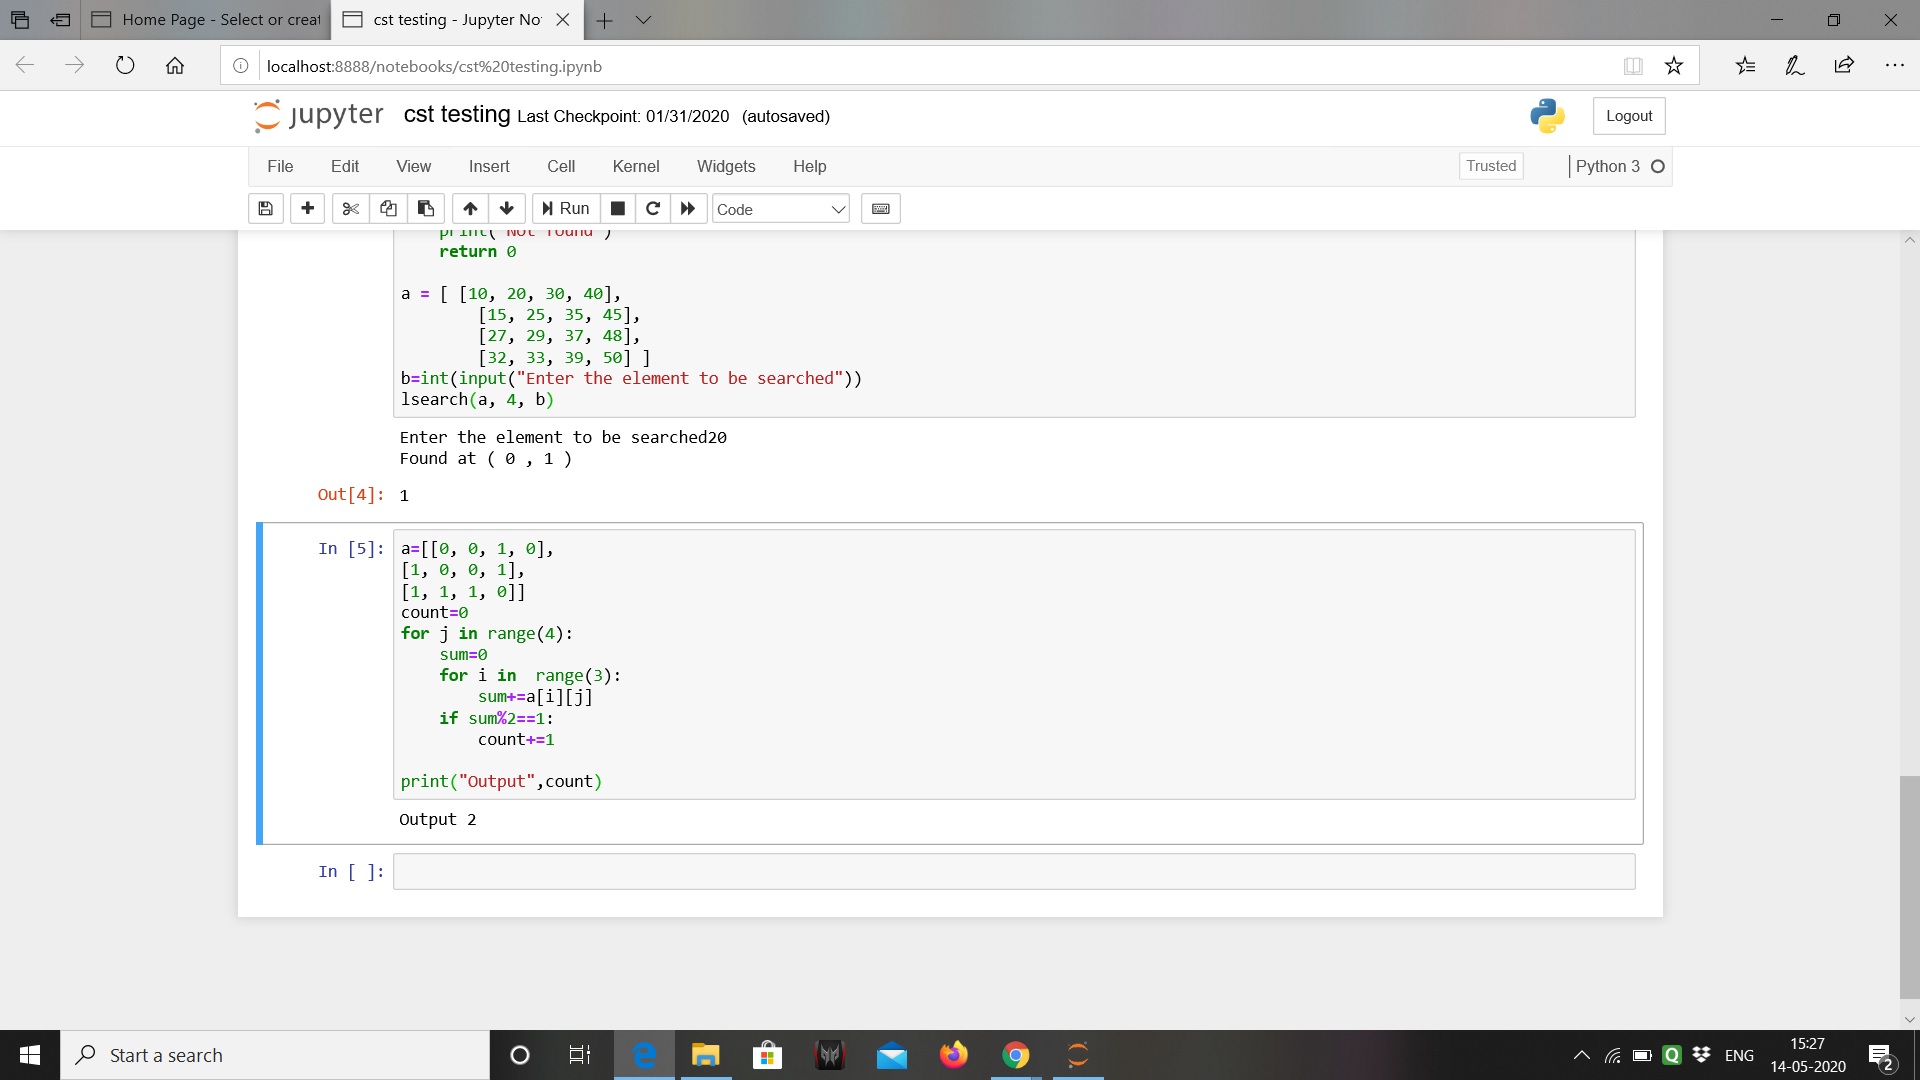 Home Page - Select or creat
cst testing - Jupyter No
localhost:8888/notebooks/cst%20testing.ipynb
jupyter cst testing Last Checkpoint: 01/31/2020 (autosaved)
Logout
File Edit View Insert Cell Kernel Widgets Help
Trusted
Python 3
Run
Code
print("Not found")
return 0
a = [ [10, 20, 30, 40],
[15, 25, 35, 45],
[27, 29, 37, 48],
[32, 33, 39, 50] ]
b=int(input("Enter the element to be searched"))
lsearch(a, 4, b)
Enter the element to be searched20
Found at ( 0 , 1 )
Out[4]: 1
In [5]: a=[[0, 0, 1, 0],
[1, 0, 0, 1],
[1, 1, 1, 0]]
count=0
for j in range(4):
sum=0
for i in  range(3):
sum+=a[i][j]
if sum%2==1:
count+=1
print("Output",count)
Output 2
In [ ]:
Start a search
ENG
15:27
14-05-2020
2